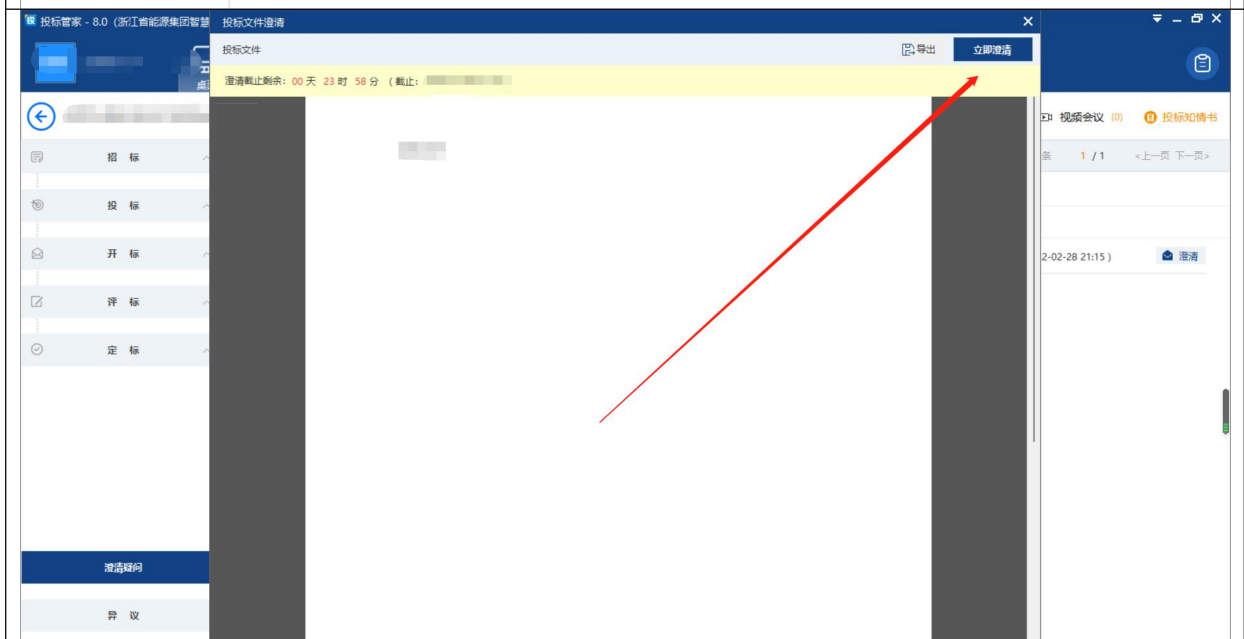 投标管家 - 8.0（浙江省能源集团智慧
投标文件澄清
投标文件
导出
立即澄清
澄清截止剩余：00 天 23 时 58 分 （ 截止：
视频会议 (0)
投标知情书
招 标
条 1 / 1 <上一页 下一页>
投 标
开 标
2-02-28 21:15 )
澄清
评 标
定 标
澄清疑问
异 议